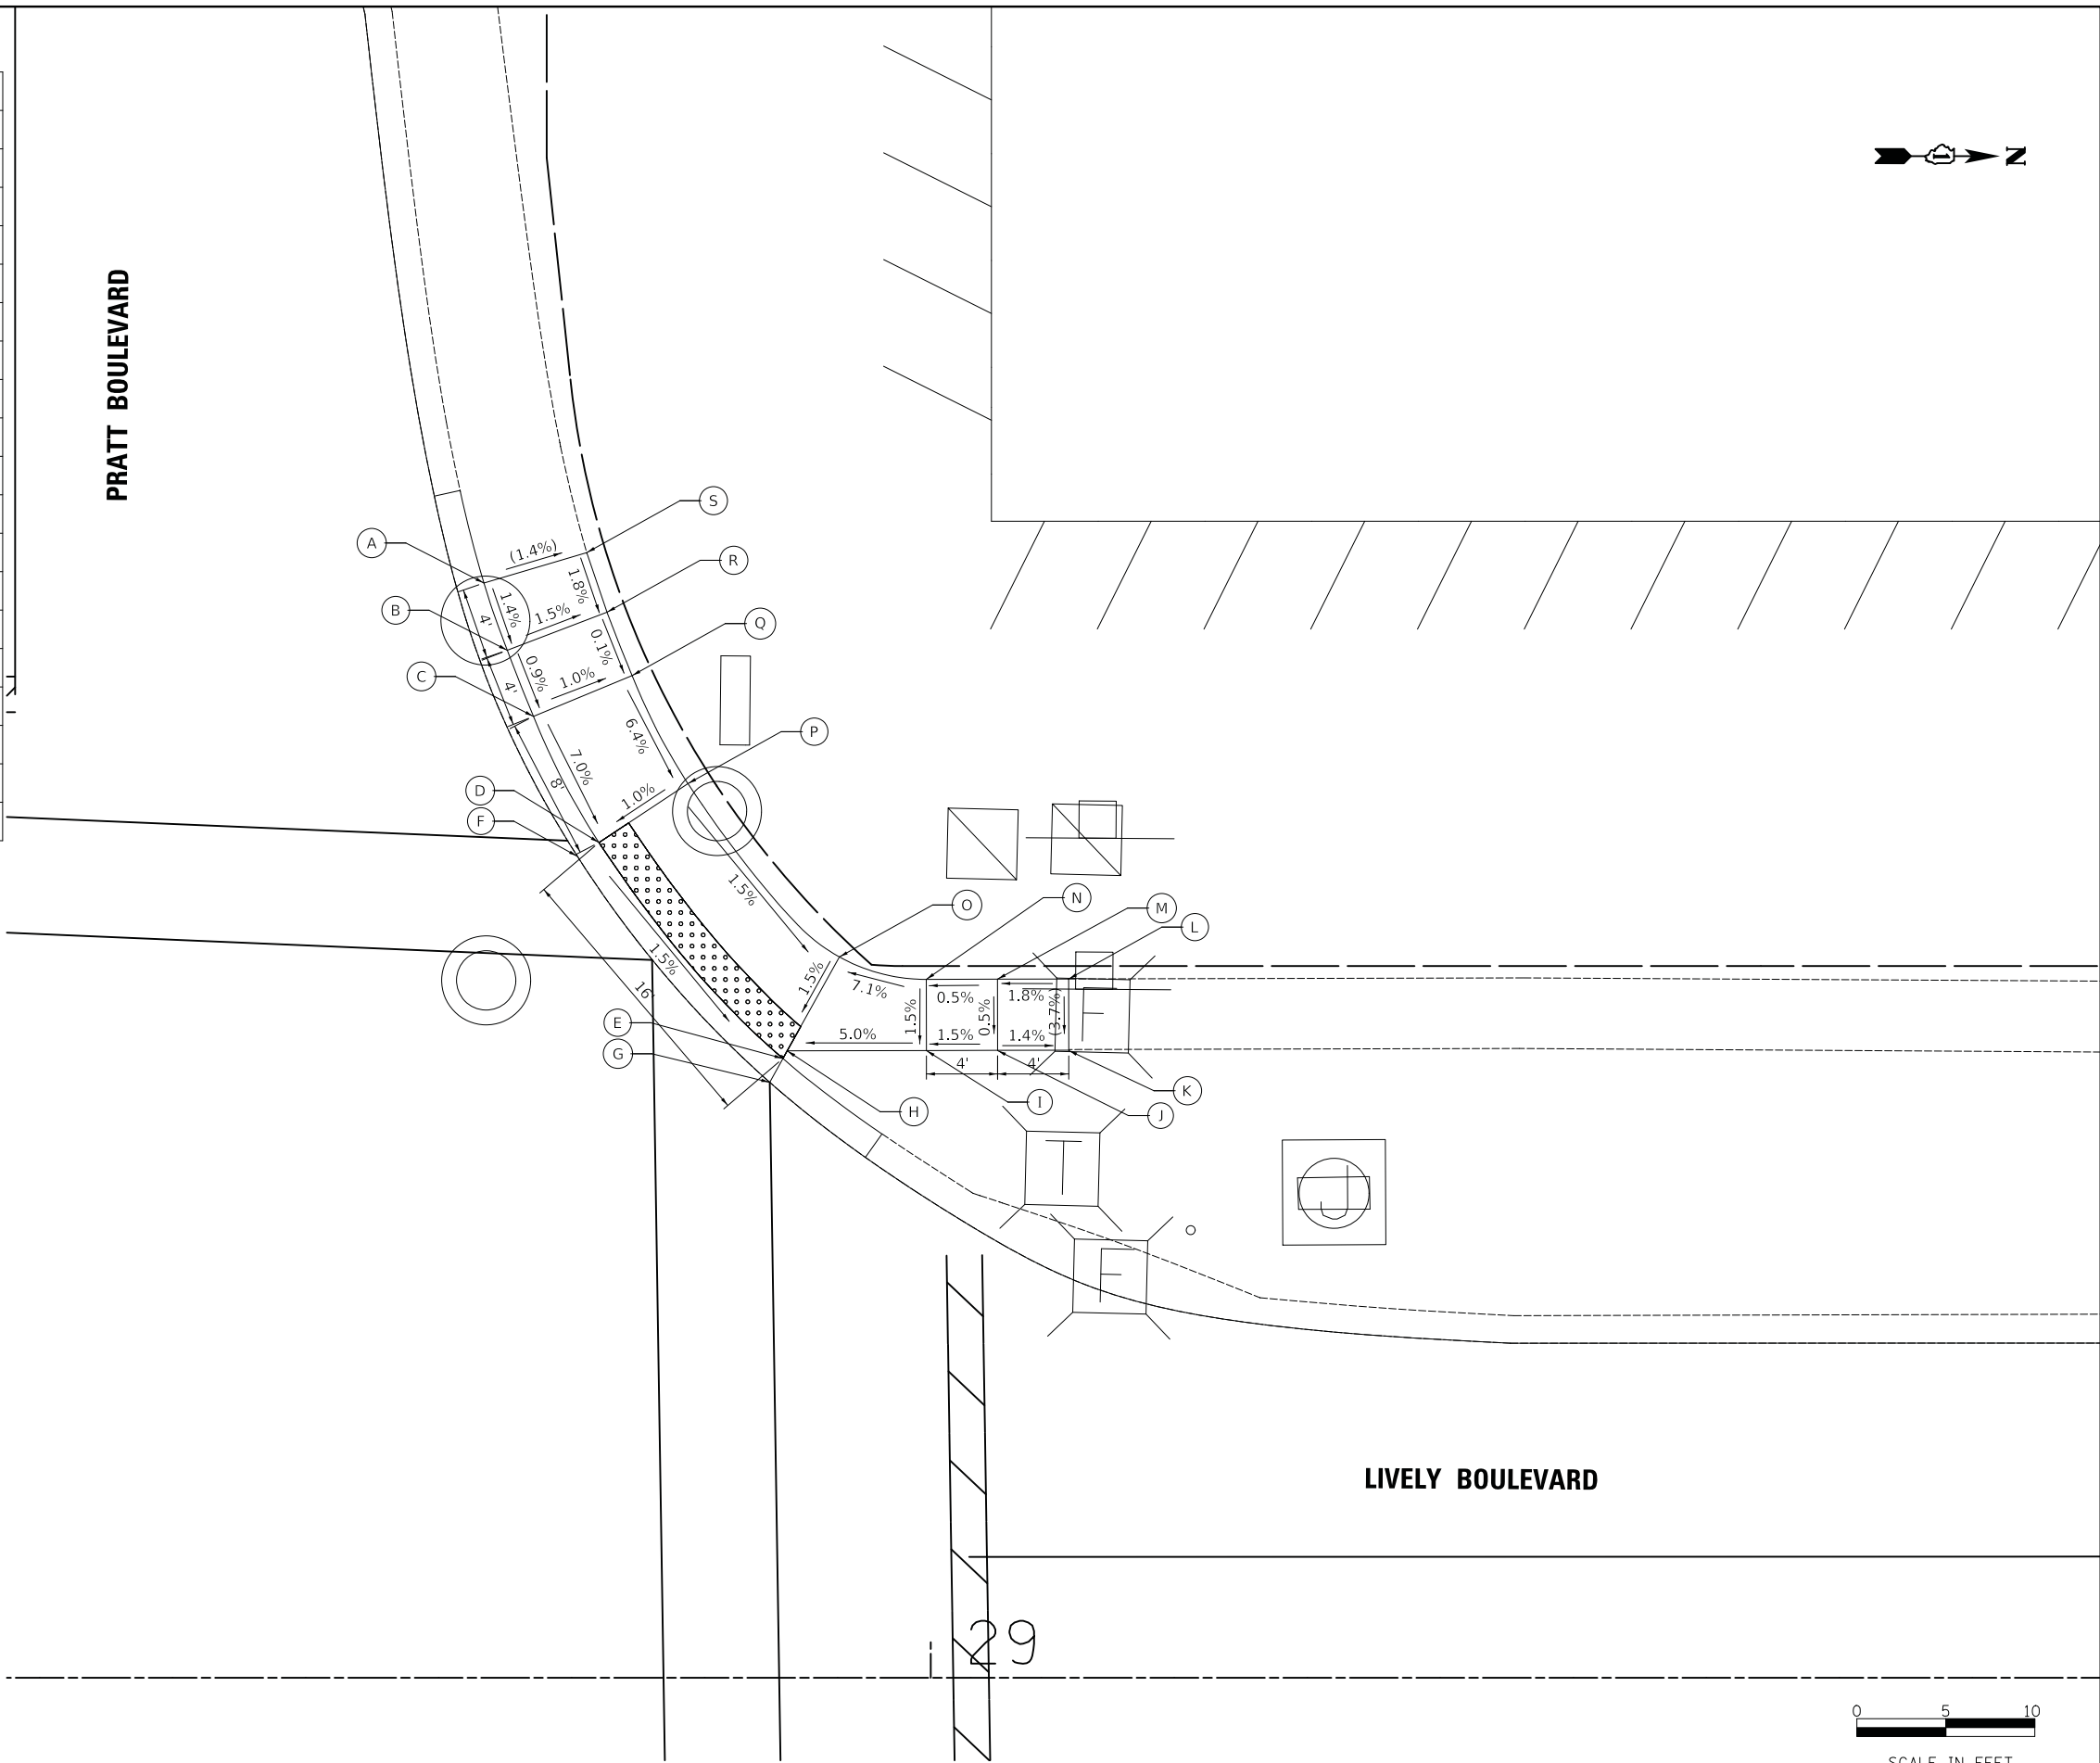 N
PRATT BOULEVARD
S
A
(1.4%)
R
1.8%
1.4%
B
1.5%
4'
Q
0.1%
0.9%
C
1.0%
4'
6.4%
P
7.0%
8'
D
1.0%
F
1.5%
N
O
M
L
1.5%
1.5%
7.1%
16'
0.5%
1.8%
(3.7%)
F
1.5%
0.5%
E
5.0%
1.5%
1.4%
G
4'
4'
K
I
H
J
T
J
F
LIVELY BOULEVARD
29
0 5 10
SCALE IN FEET